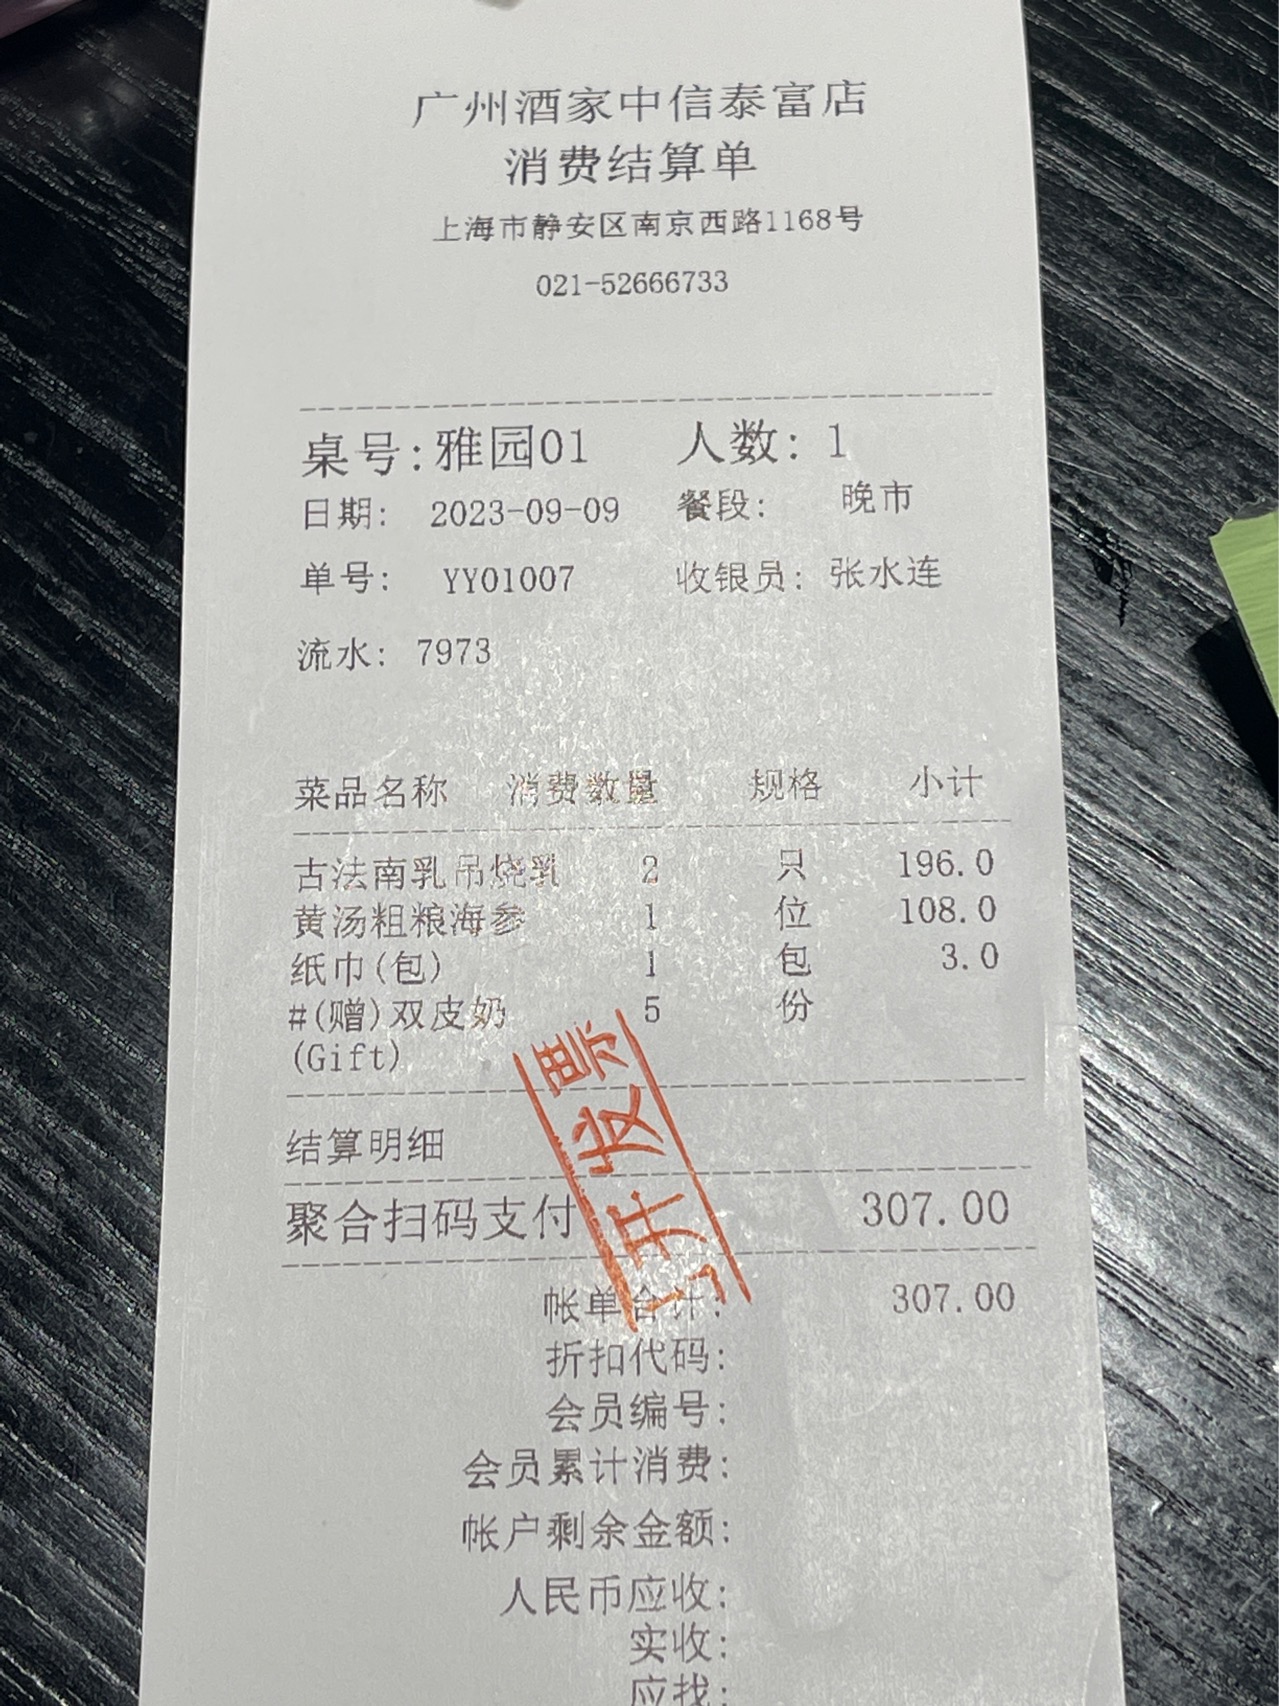 广州酒家中信泰富店
消费结算单
上海市静安区南京西路1168号
021-52666733
桌号:雅园01 人数: 1
日期: 2023-09-09 餐段: 晚市
单号: YY01007 收银员: 张水连
流水: 7973
菜品名称 消费数量 规格 小计
古法南乳吊烧乳 2 只 196.0
黄汤粗粮海参 1 位 108.0
纸巾(包) 1 包 3.0
#(赠)双皮奶 5 份
(Gift)
已开发票
结算明细
聚合扫码支付 307.00
帐单合计: 307.00
折扣代码:
会员编号:
会员累计消费:
帐户剩余金额:
人民币应收:
实收:
应找: